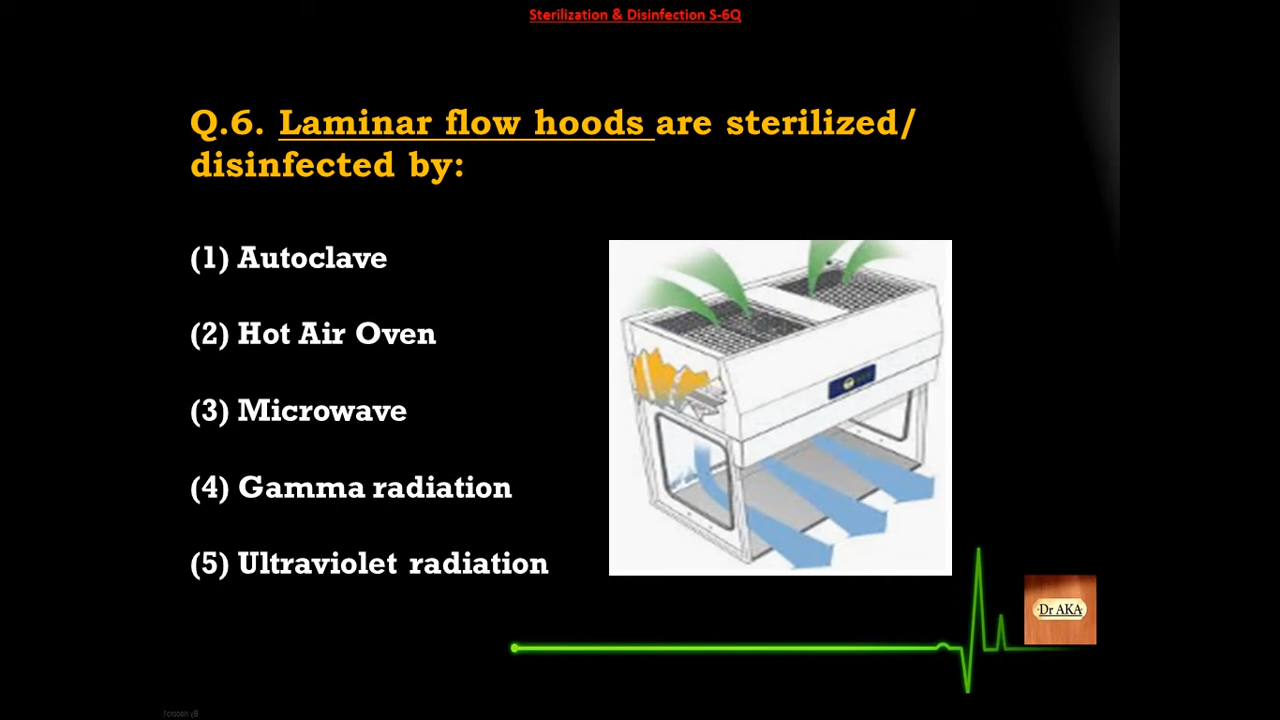 Sterilization & Disinfection S-6Q
Q.6. Laminar flow hoods are sterilized/
disinfected by:
(1) Autoclave
(2) Hot Air Oven
(3) Microwave
(4) Gamma radiation
(5) Ultraviolet radiation
Dr AKA